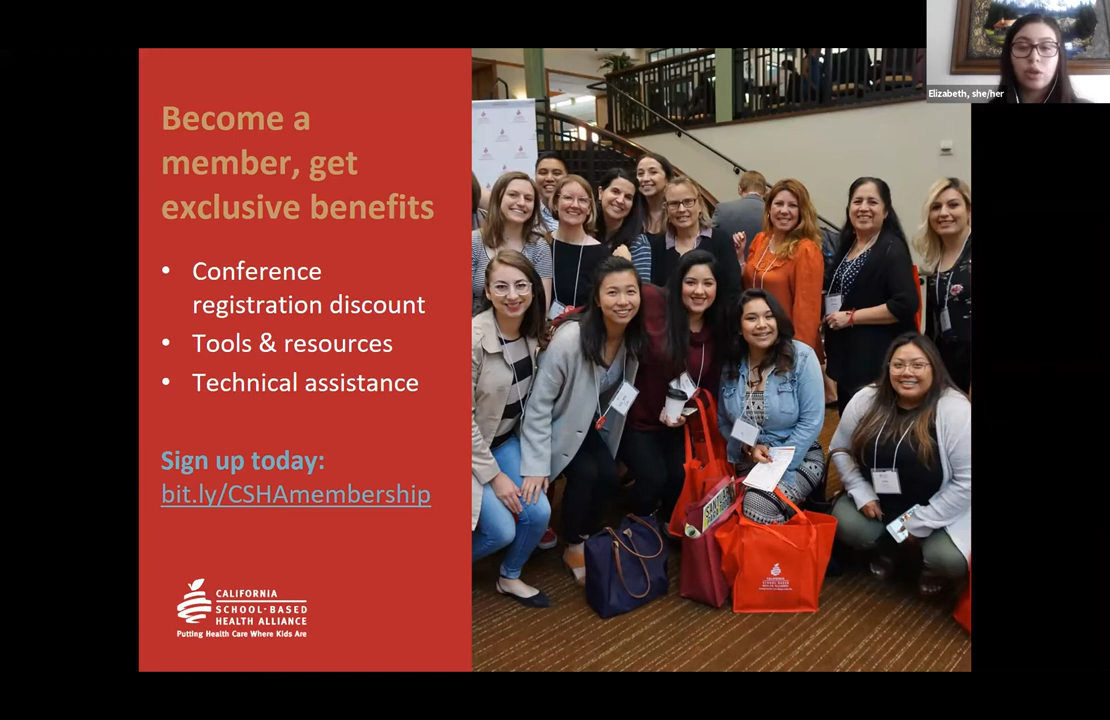 Become a
member, get
exclusive benefits
• Conference
registration discount
• Tools & resources
• Technical assistance
Sign up today:
bit.ly/CSHAmembership
CALIFORNIA
SCHOOL-BASED
HEALTH ALLIANCE
Putting Health Care Where Kids Are
Elizabeth, she/her